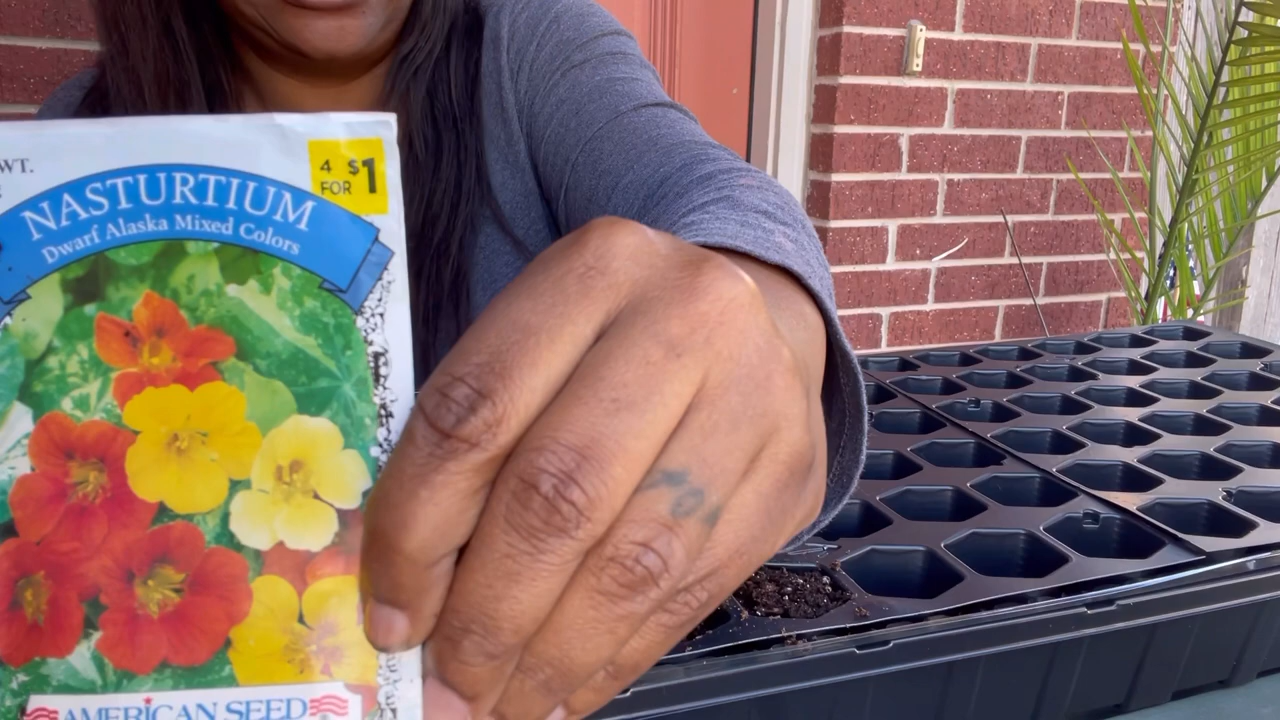 WT.
4 FOR $1
NASTURTIUM
Dwarf Alaska Mixed Colors
AMERICAN SEED